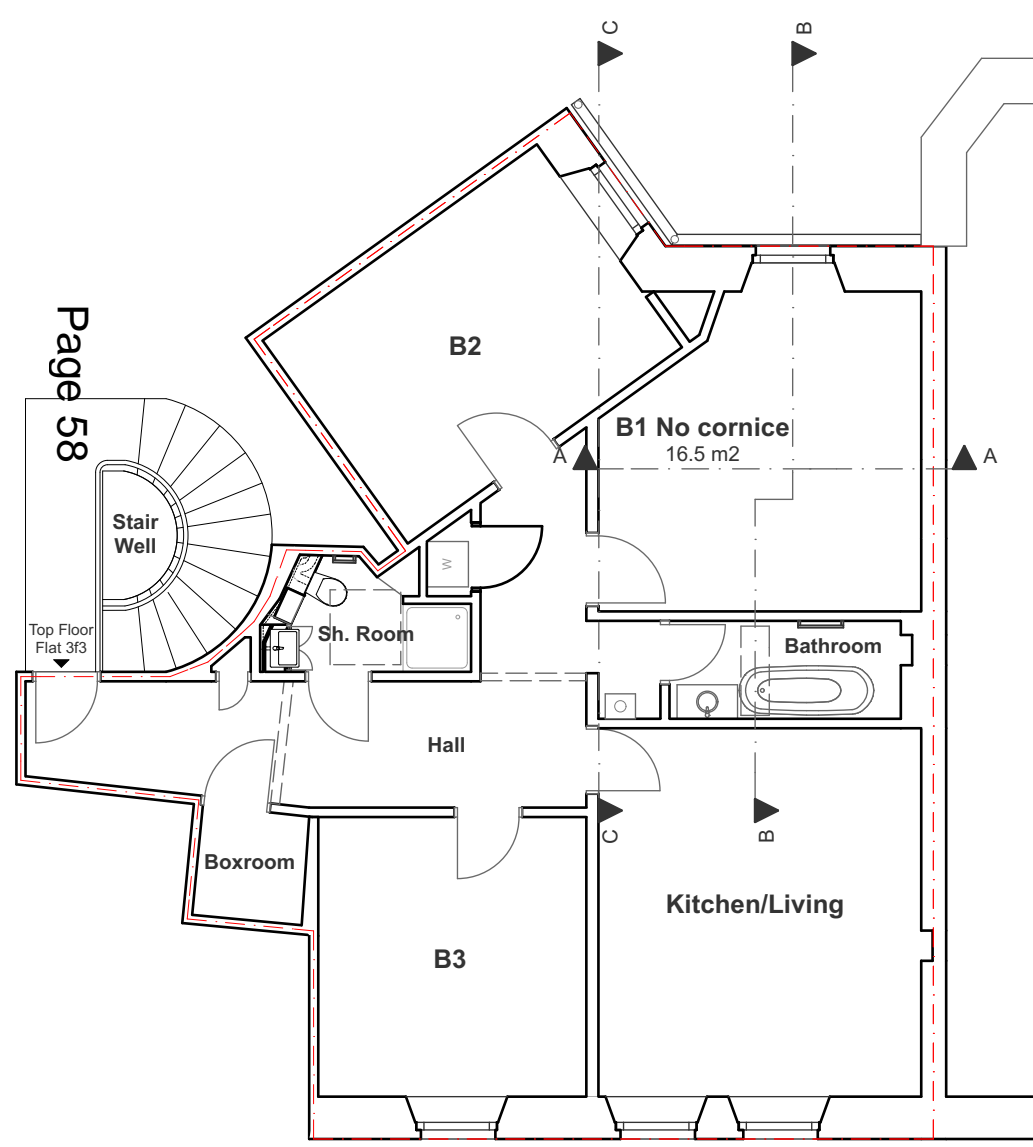 C
B
Page 58
B2
B1 No cornice
16.5 m2
A
A
Stair
Well
W
Top Floor
Flat 3f3
Sh. Room
Bathroom
Hall
C
B
Boxroom
Kitchen/Living
B3